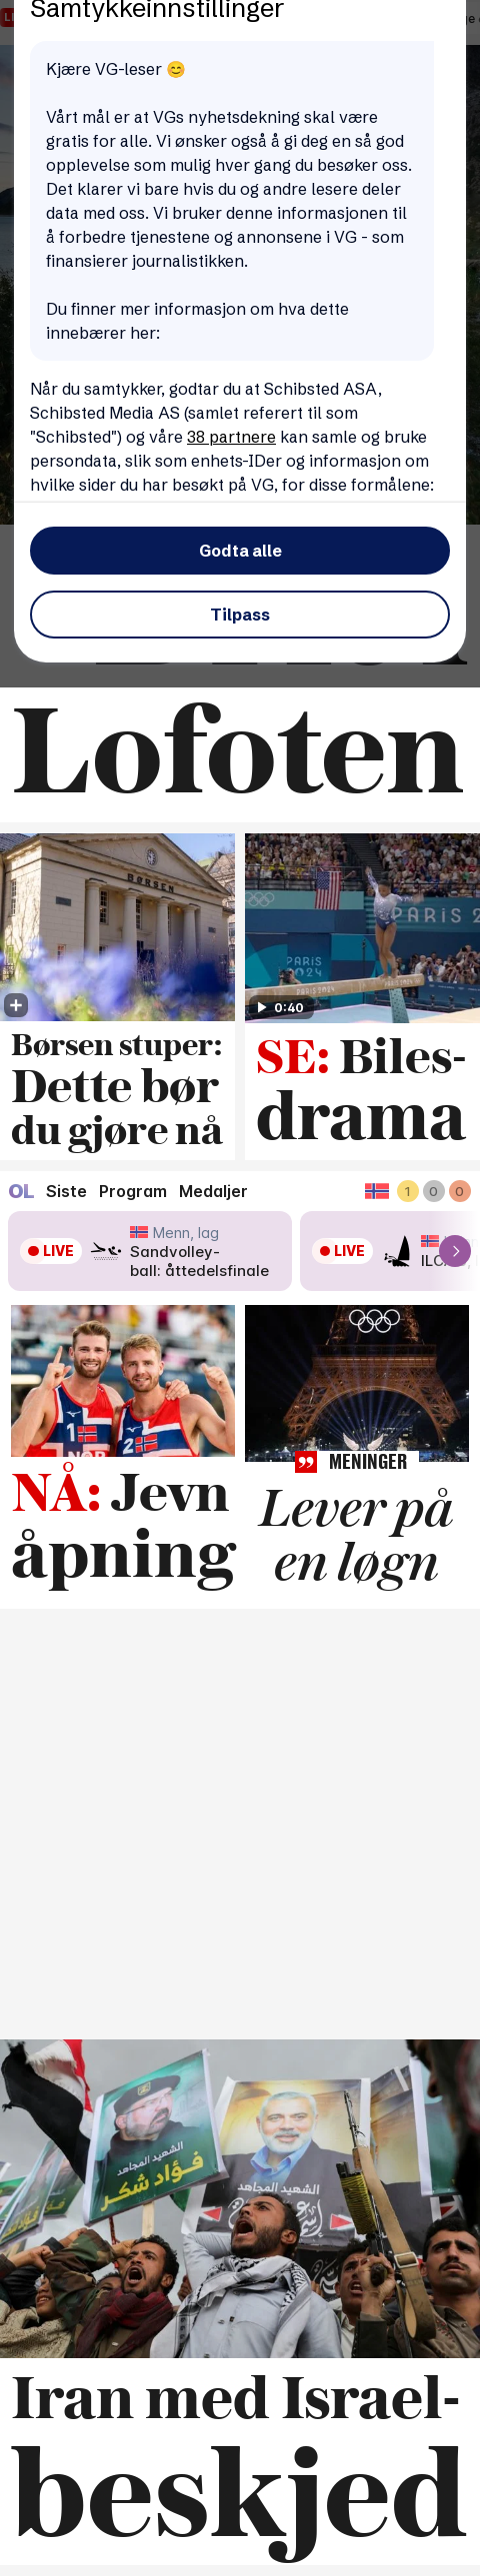 Samtykkeinnstillinger
Kjære VG-leser 😊
Vårt mål er at VGs nyhetsdekning skal være
gratis for alle. Vi ønsker også å gi deg en så god
opplevelse som mulig hver gang du besøker oss.
Det klarer vi bare hvis du og andre lesere deler
data med oss. Vi bruker denne informasjonen til
å forbedre tjenestene og annonsene i VG - som
finansierer journalistikken.
Du finner mer informasjon om hva dette
innebærer her:
Når du samtykker, godtar du at Schibsted ASA,
Schibsted Media AS (samlet referert til som
"Schibsted") og våre 38 partnere kan samle og bruke
persondata, slik som enhets-IDer og informasjon om
hvilke sider du har besøkt på VG, for disse formålene:
Godta alle
Tilpass
Lofoten
BØRSEN
PARIS 2
PARIS
2024
0:40
Børsen stuper:
Dette bør
du gjøre nå
SE: Biles-
drama
OL Siste Program Medaljer
1 0 0
LIVE
Menn, lag
Sandvolley-
ball: åttedelsfinale
LIVE
1
2
NOR
NÅ: Jevn
åpning
MENINGER
Lever på
en løgn
الشهيد المجاهد
فؤاد شكر
الشهيد المجاهد
Iran med Israel-
beskjed